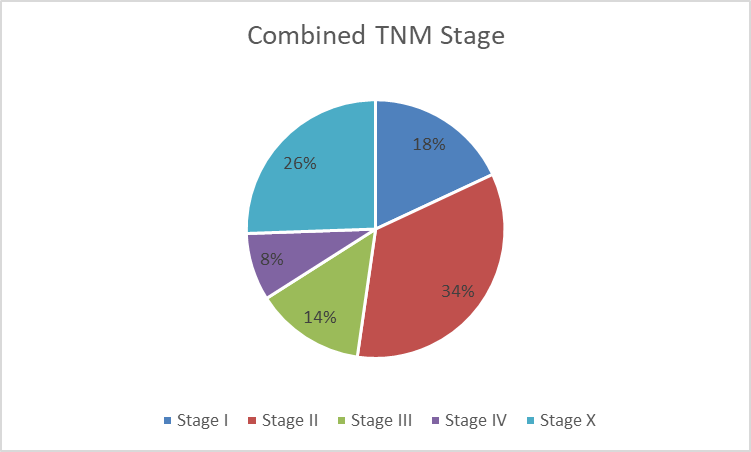 Combined TNM Stage
18%
26%
8%
34%
14%
Stage I Stage II Stage III Stage IV Stage X